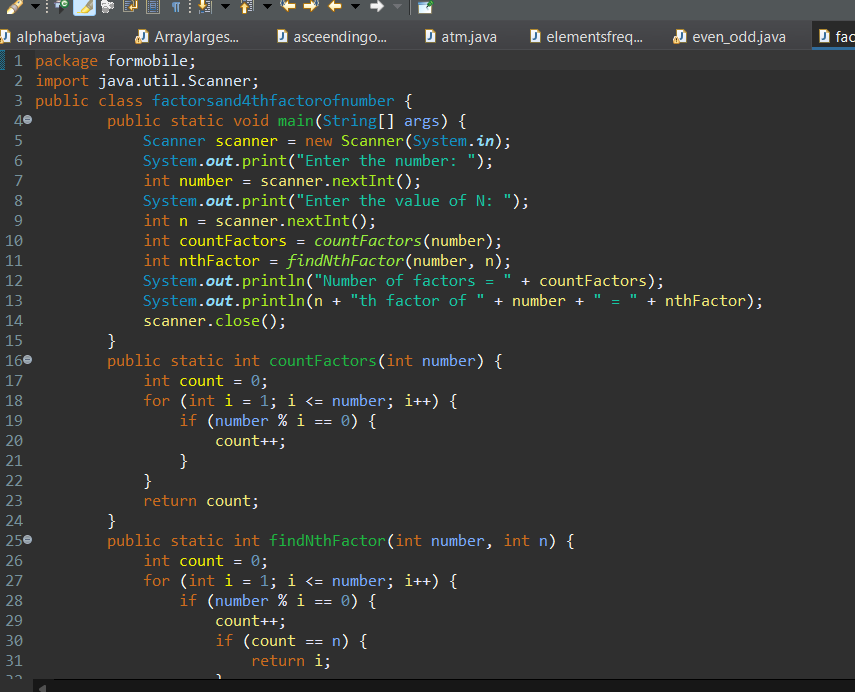 alphabet.java Arraylarges... asceendingo... atm.java elementsfreq... even_odd.java fac
1 package formobile;
2 import java.util.Scanner;
3 public class factorsand4thfactorofnumber {
4 public static void main(String[] args) {
5 Scanner scanner = new Scanner(System.in);
6 System.out.print("Enter the number: ");
7 int number = scanner.nextInt();
8 System.out.print("Enter the value of N: ");
9 int n = scanner.nextInt();
10 int countFactors = countFactors(number);
11 int nthFactor = findNthFactor(number, n);
12 System.out.println("Number of factors = " + countFactors);
13 System.out.println(n + "th factor of " + number + " = " + nthFactor);
14 scanner.close();
15 }
16 public static int countFactors(int number) {
17 int count = 0;
18 for (int i = 1; i <= number; i++) {
19 if (number % i == 0) {
20 count++;
21 }
22 }
23 return count;
24 }
25 public static int findNthFactor(int number, int n) {
26 int count = 0;
27 for (int i = 1; i <= number; i++) {
28 if (number % i == 0) {
29 count++;
30 if (count == n) {
31 return i;